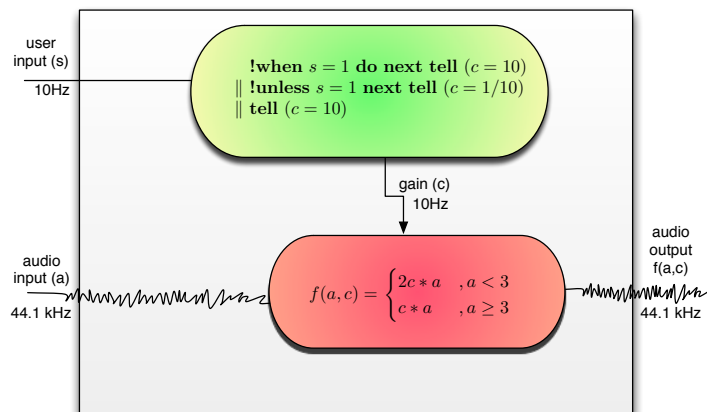 user
input (s)
10Hz
!when s = 1 do next tell (c = 10)
∥ !unless s = 1 next tell (c = 1/10)
∥ tell (c = 10)
gain (c)
10Hz
audio
input (a)
44.1 kHz
f(a, c) = { 2c ∗ a , a < 3
c ∗ a , a ≥ 3
audio
output
f(a,c)
44.1 kHz